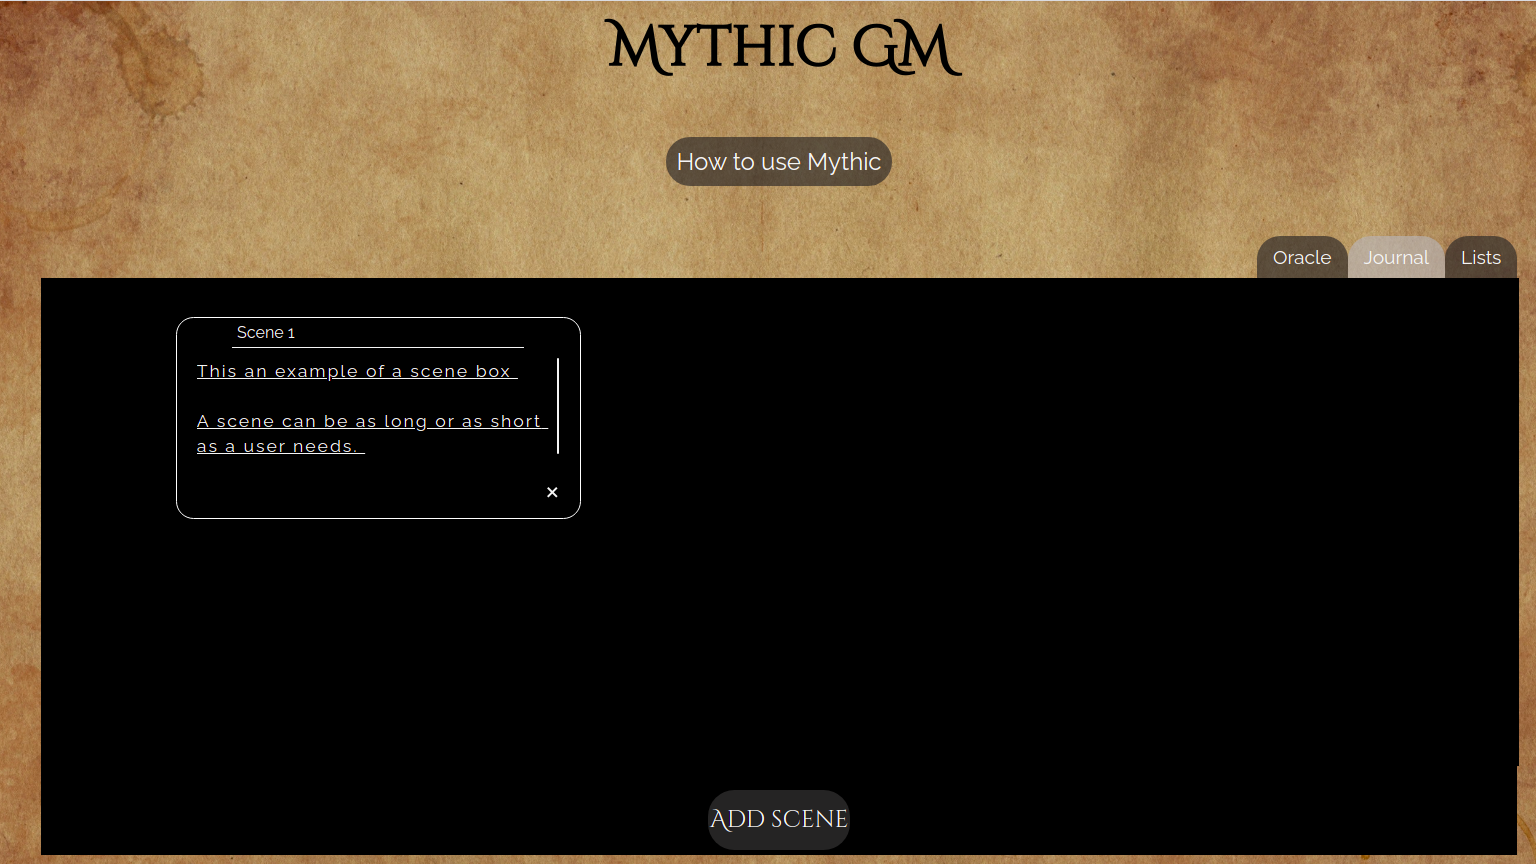 Mythic GM
How to use Mythic
Oracle Journal Lists
Scene 1
This an example of a scene box
A scene can be as long or as short
as a user needs.
×
Add scene